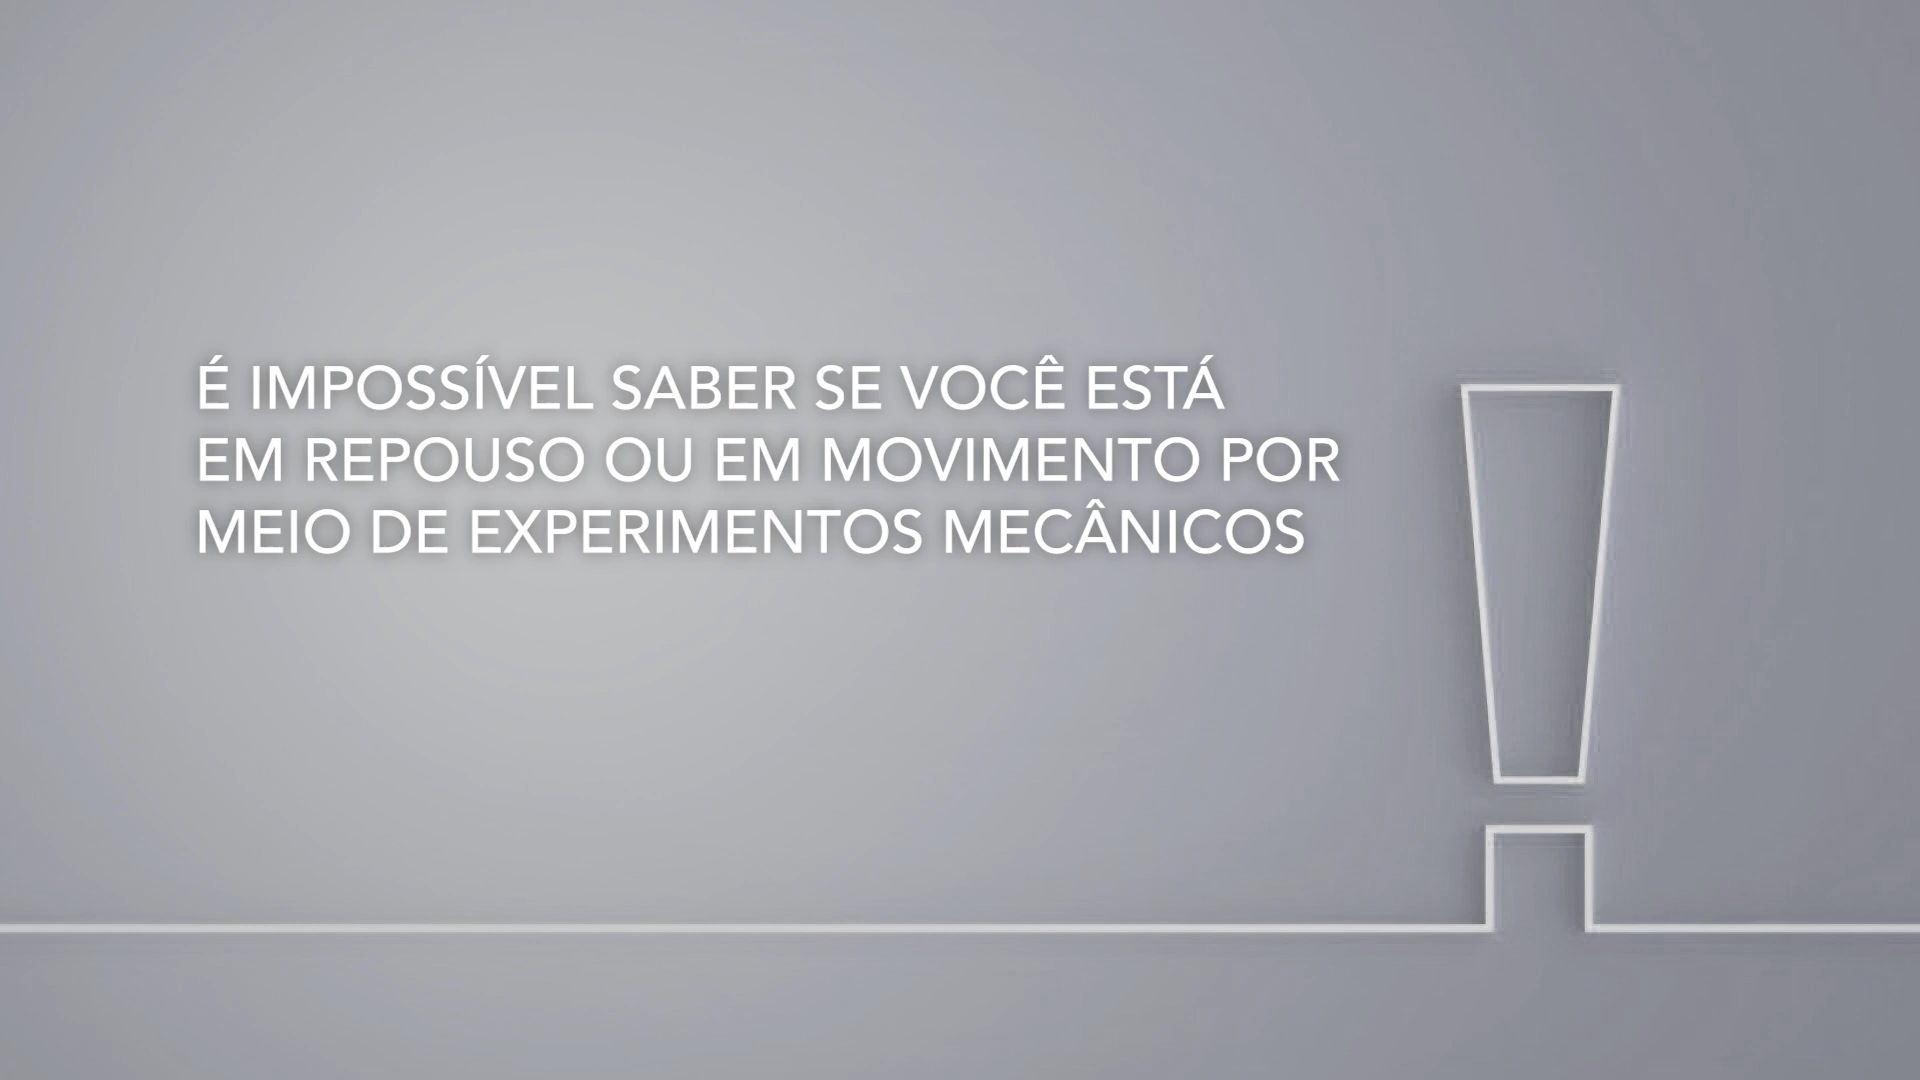 É IMPOSSÍVEL SABER SE VOCÊ ESTÁ
EM REPOUSO OU EM MOVIMENTO POR
MEIO DE EXPERIMENTOS MECÂNICOS